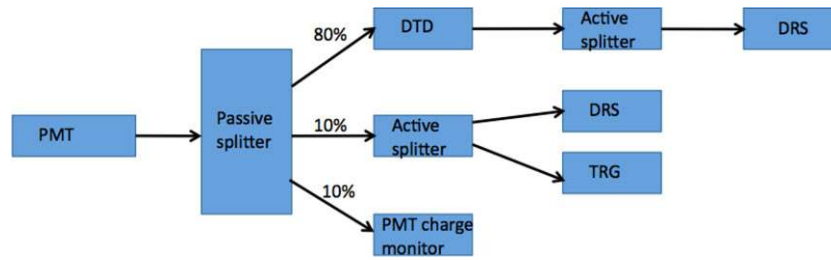 80%
DTD
Active
splitter
DRS
PMT
Passive
splitter
10%
Active
splitter
DRS
TRG
10%
PMT charge
monitor